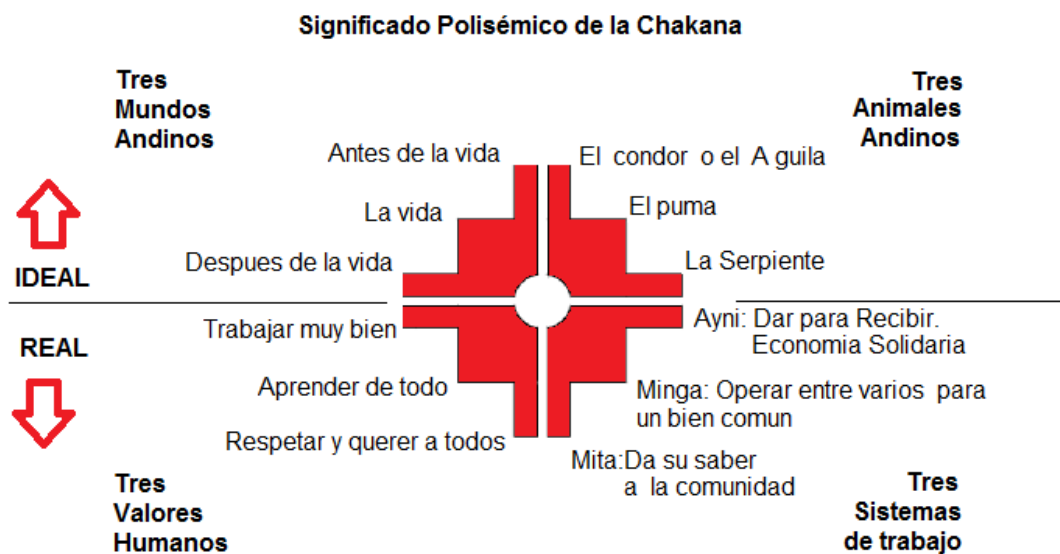 Significado Polisémico de la Chakana
Tres
Mundos
Andinos
Tres
Animales
Andinos
Antes de la vida
El condor o el A guila
La vida
El puma
Despues de la vida
La Serpiente
IDEAL
REAL
Trabajar muy bien
Ayni: Dar para Recibir.
Economia Solidaria
Aprender de todo
Minga: Operar entre varios para
un bien comun
Respetar y querer a todos
Mita:Da su saber
a la comunidad
Tres
Valores
Humanos
Tres
Sistemas
de trabajo